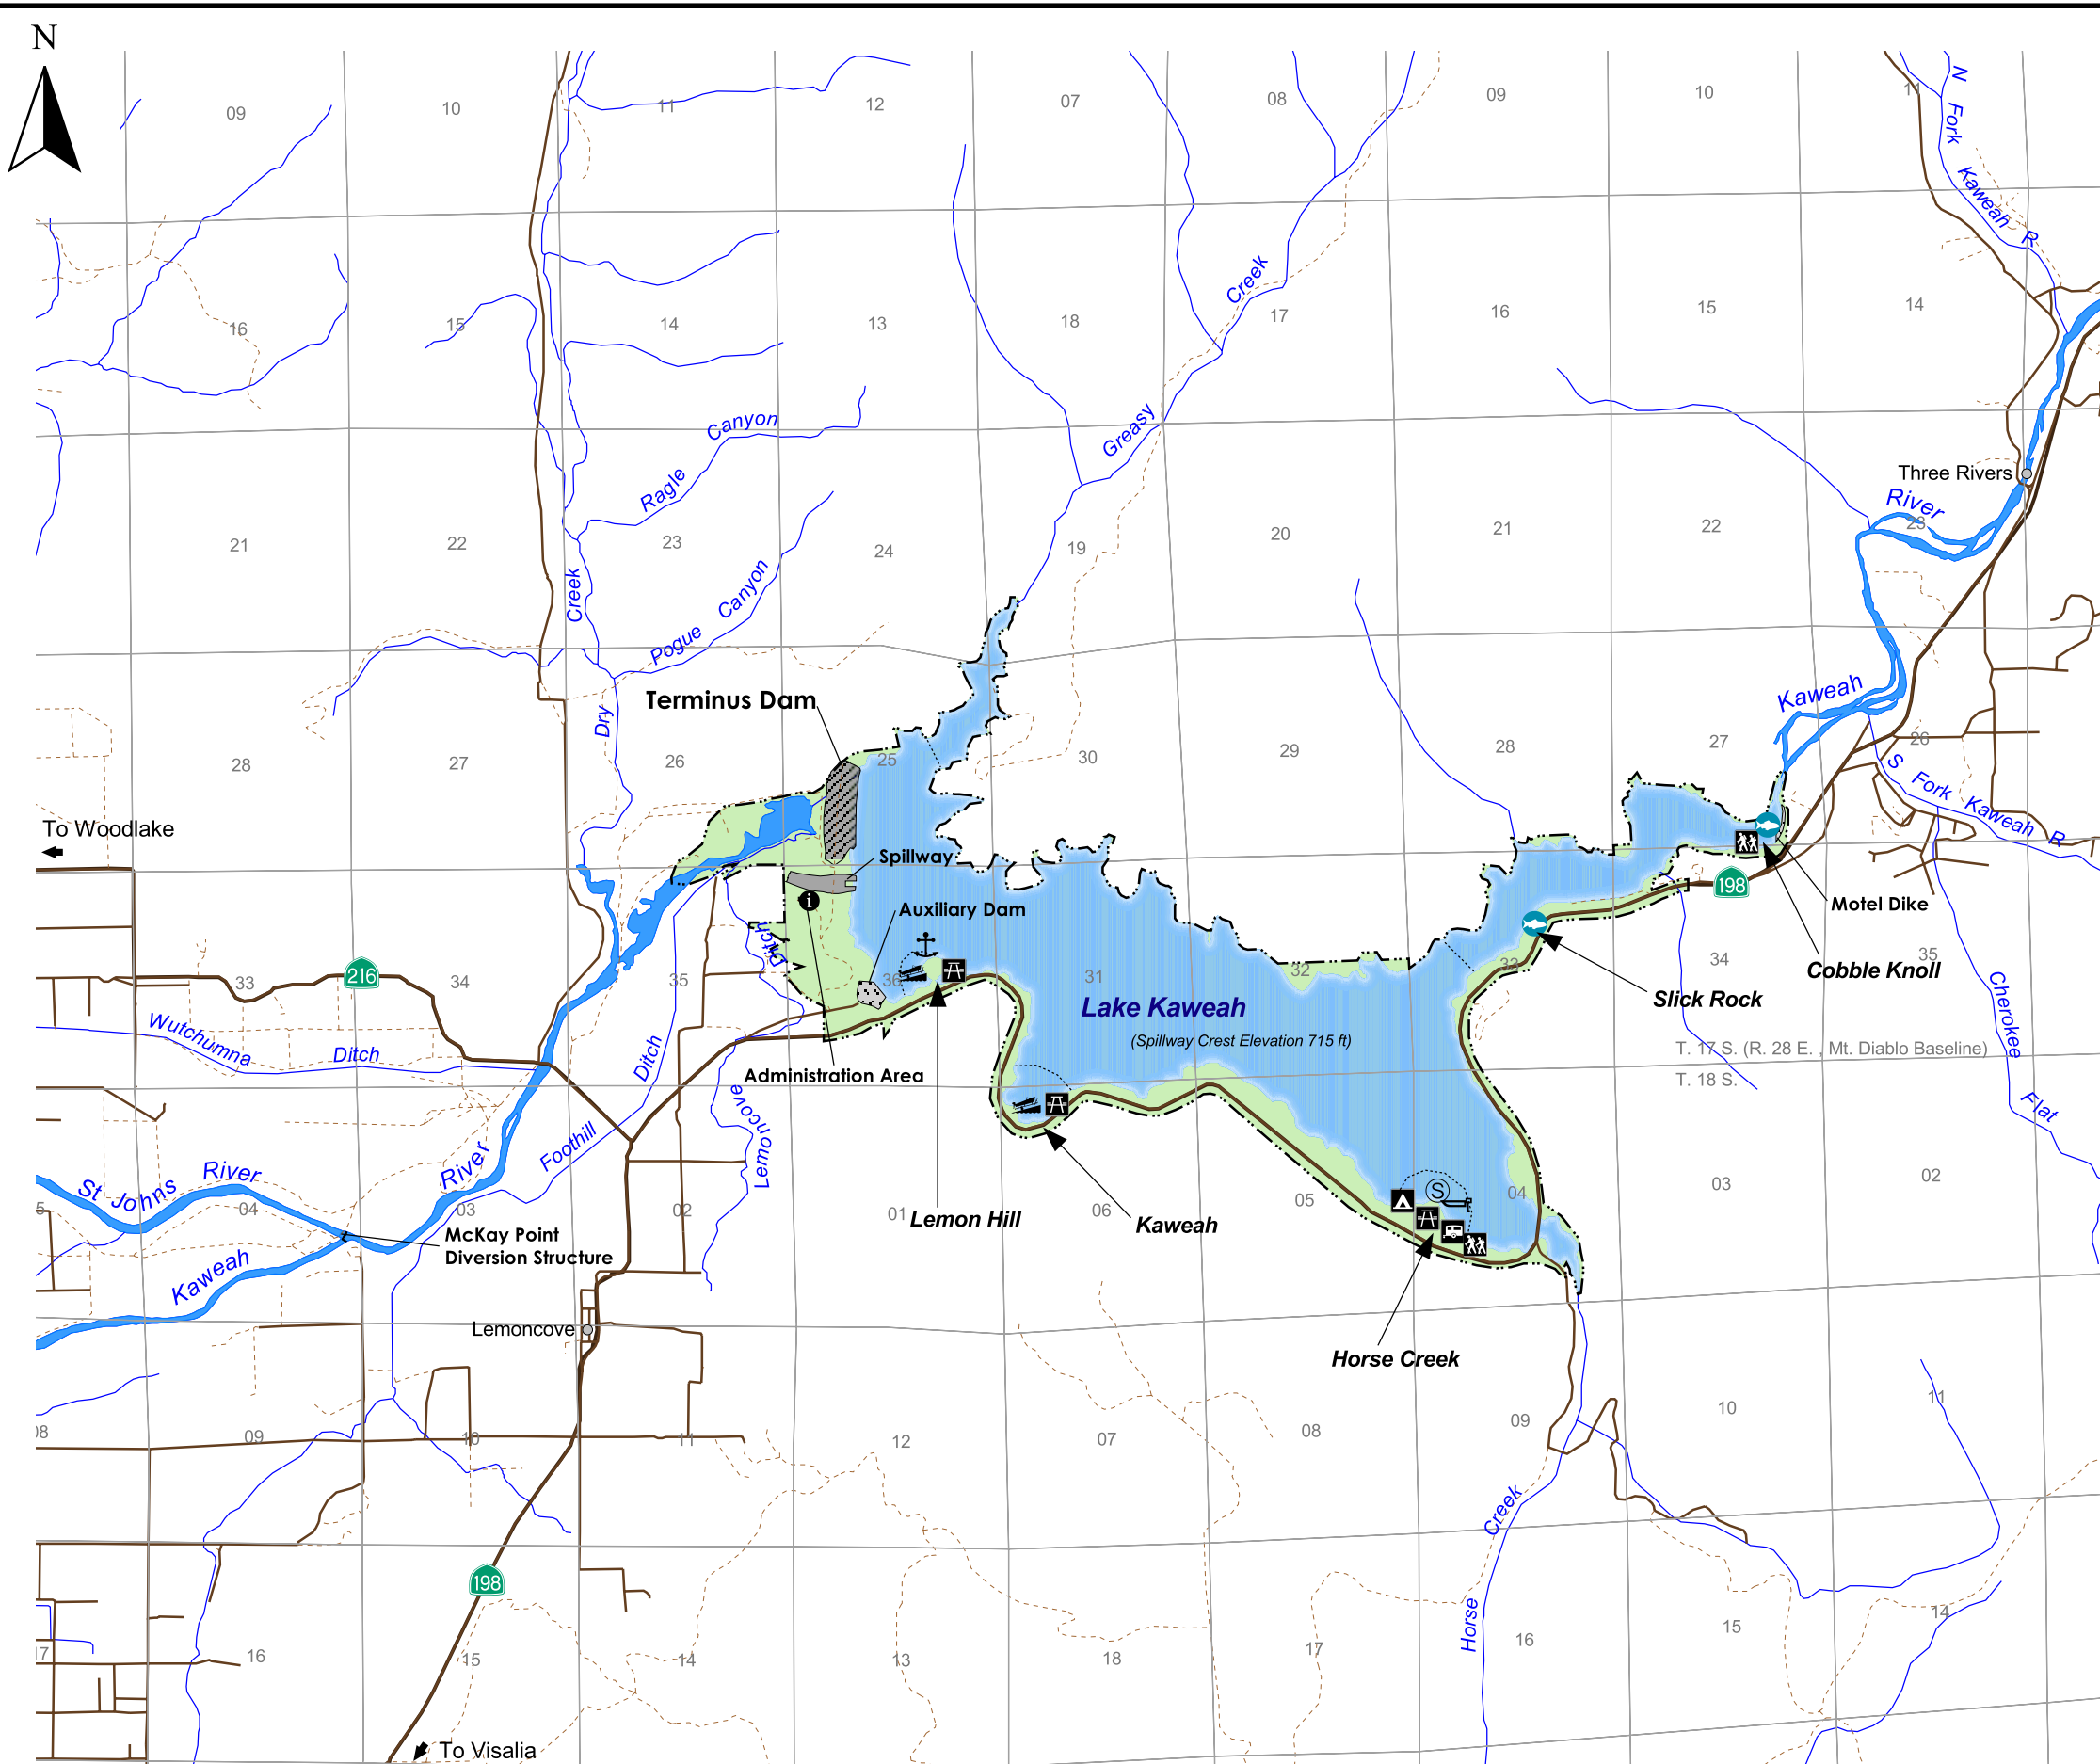 N
09
10
11
12
07
08
09
10
11
N Fork Kaweah R
16
15
14
13
18
17
16
15
14
Greasy Creek
Ragle Canyon
Three Rivers
River
21
22
23
24
19
20
21
22
23
Pogue Canyon
Dry Creek
Terminus Dam
Kaweah
28
27
26
25
30
29
28
27
26
S Fork Kaweah R
To Woodlake
Spillway
198
Motel Dike
Auxiliary Dam
Cobble Knoll
Slick Rock
216
33
34
35
36
31
32
33
34
35
Lake Kaweah
(Spillway Crest Elevation 715 ft)
Wutchumna Ditch
Ditch
T. 17 S. (R. 28 E. , Mt. Diablo Baseline)
T. 18 S.
Administration Area
Cherokee Flat
Foothill Ditch
Lemoncove
St Johns River
River
5
04
03
02
01
06
05
04
03
02
Lemon Hill
Kaweah
S
McKay Point
Diversion Structure
Kaweah
Lemoncove
Horse Creek
08
09
10
11
12
07
08
09
10
11
Horse Creek
198
17
16
15
14
13
18
17
16
15
14
To Visalia